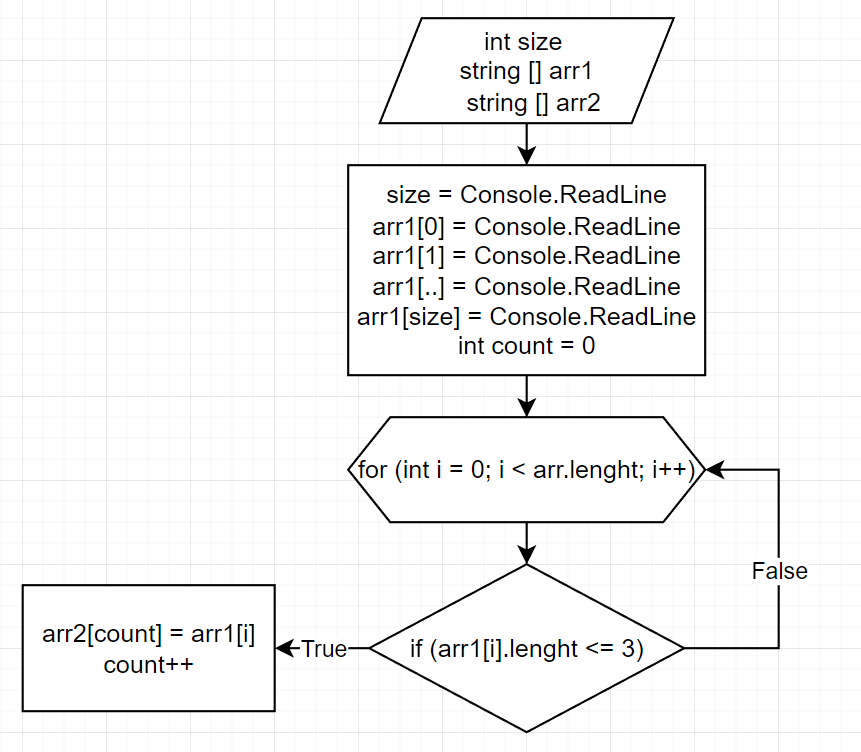 int size
string [] arr1
string [] arr2
size = Console.ReadLine
arr1[0] = Console.ReadLine
arr1[1] = Console.ReadLine
arr1[..] = Console.ReadLine
arr1[size] = Console.ReadLine
int count = 0
for (int i = 0; i < arr.lenght; i++)
False
if (arr1[i].lenght <= 3)
True
arr2[count] = arr1[i]
count++